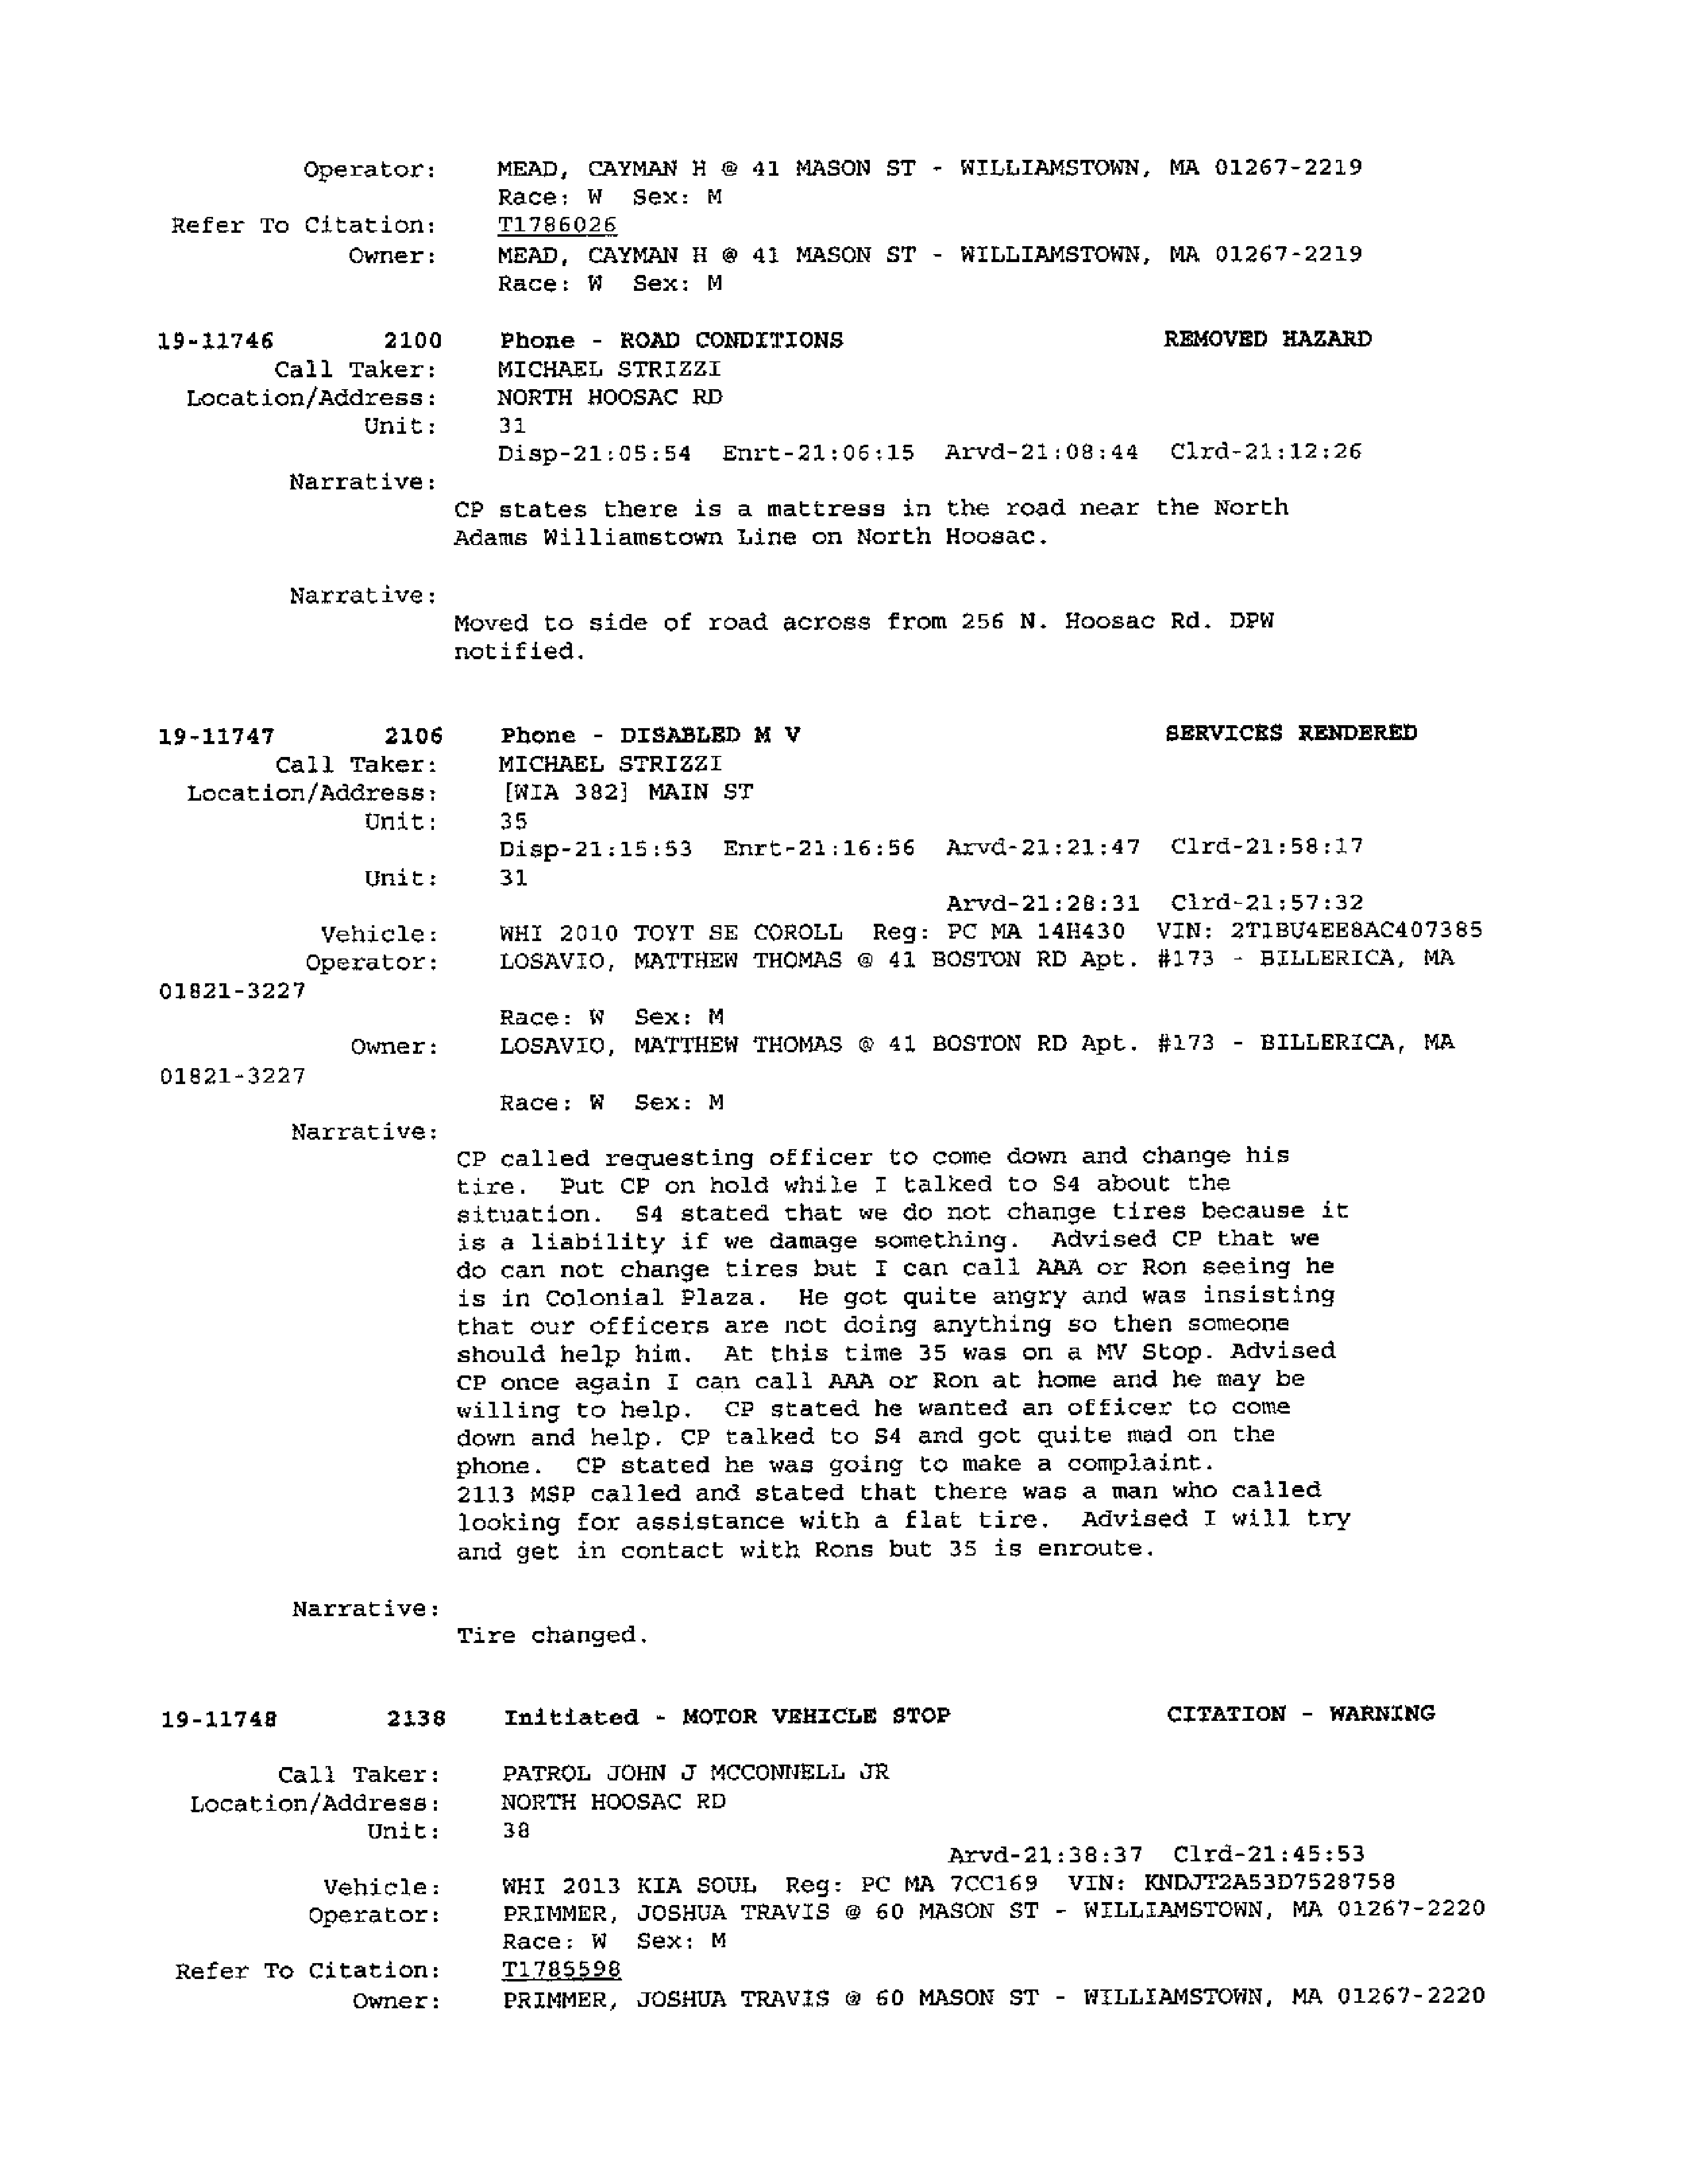 Operator: MEAD, CAYMAN H @ 41 MASON ST - WILLIAMSTOWN, MA 01267-2219
Race: W Sex: M
Refer To Citation: T1786026
Owner: MEAD, CAYMAN H @ 41 MASON ST - WILLIAMSTOWN, MA 01267-2219
Race: W Sex: M
19-11746 2100 Phone - ROAD CONDITIONS REMOVED HAZARD
Call Taker: MICHAEL STRIZZI
Location/Address: NORTH HOOSAC RD
Unit: 31
Disp-21:05:54 Enrt-21:06:15 Arvd-21:08:44 Clrd-21:12:26
Narrative:
CP states there is a mattress in the road near the North
Adams Williamstown Line on North Hoosac.
Narrative:
Moved to side of road across from 256 N. Hoosac Rd. DPW
notified.
19-11747 2106 Phone - DISABLED M V SERVICES RENDERED
Call Taker: MICHAEL STRIZZI
Location/Address: [WIA 382] MAIN ST
Unit: 35
Disp-21:15:53 Enrt-21:16:56 Arvd-21:21:47 Clrd-21:58:17
Unit: 31
Arvd-21:28:31 Clrd-21:57:32
Vehicle: WHI 2010 TOYT SE COROLL Reg: PC MA 14H430 VIN: 2T1BU4EE8AC407385
Operator: LOSAVIO, MATTHEW THOMAS @ 41 BOSTON RD Apt. #173 - BILLERICA, MA
01821-3227
Race: W Sex: M
Owner: LOSAVIO, MATTHEW THOMAS @ 41 BOSTON RD Apt. #173 - BILLERICA, MA
01821-3227
Race: W Sex: M
Narrative:
CP called requesting officer to come down and change his
tire. Put CP on hold while I talked to S4 about the
situation. S4 stated that we do not change tires because it
is a liability if we damage something. Advised CP that we
do can not change tires but I can call AAA or Ron seeing he
is in Colonial Plaza. He got quite angry and was insisting
that our officers are not doing anything so then someone
should help him. At this time 35 was on a MV Stop. Advised
CP once again I can call AAA or Ron at home and he may be
willing to help. CP stated he wanted an officer to come
down and help. CP talked to S4 and got quite mad on the
phone. CP stated he was going to make a complaint.
2113 MSP called and stated that there was a man who called
looking for assistance with a flat tire. Advised I will try
and get in contact with Rons but 35 is enroute.
Narrative:
Tire changed.
19-11748 2138 Initiated - MOTOR VEHICLE STOP CITATION - WARNING
Call Taker: PATROL JOHN J MCCONNELL JR
Location/Address: NORTH HOOSAC RD
Unit: 38
Arvd-21:38:37 Clrd-21:45:53
Vehicle: WHI 2013 KIA SOUL Reg: PC MA 7CC169 VIN: KNDJT2A53D7528758
Operator: PRIMMER, JOSHUA TRAVIS @ 60 MASON ST - WILLIAMSTOWN, MA 01267-2220
Race: W Sex: M
Refer To Citation: T1785598
Owner: PRIMMER, JOSHUA TRAVIS @ 60 MASON ST - WILLIAMSTOWN, MA 01267-2220